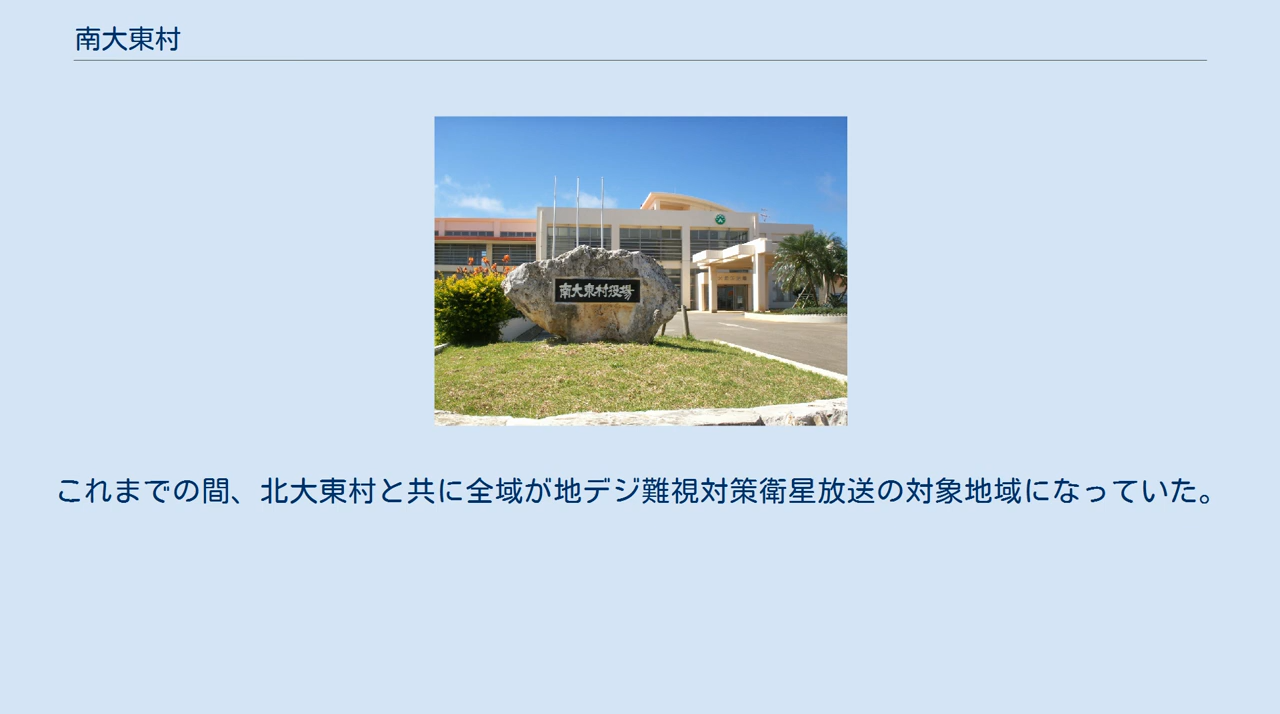 南大東村
南大東村役場
これまでの間、北大東村と共に全域が地デジ難視対策衛星放送の対象地域になっていた。